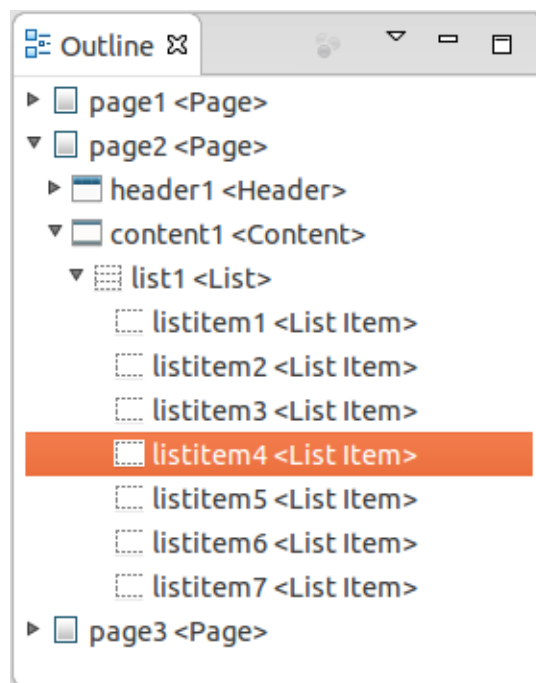 Outline
page1 <Page>
page2 <Page>
header1 <Header>
content1 <Content>
list1 <List>
listitem1 <List Item>
listitem2 <List Item>
listitem3 <List Item>
listitem4 <List Item>
listitem5 <List Item>
listitem6 <List Item>
listitem7 <List Item>
page3 <Page>